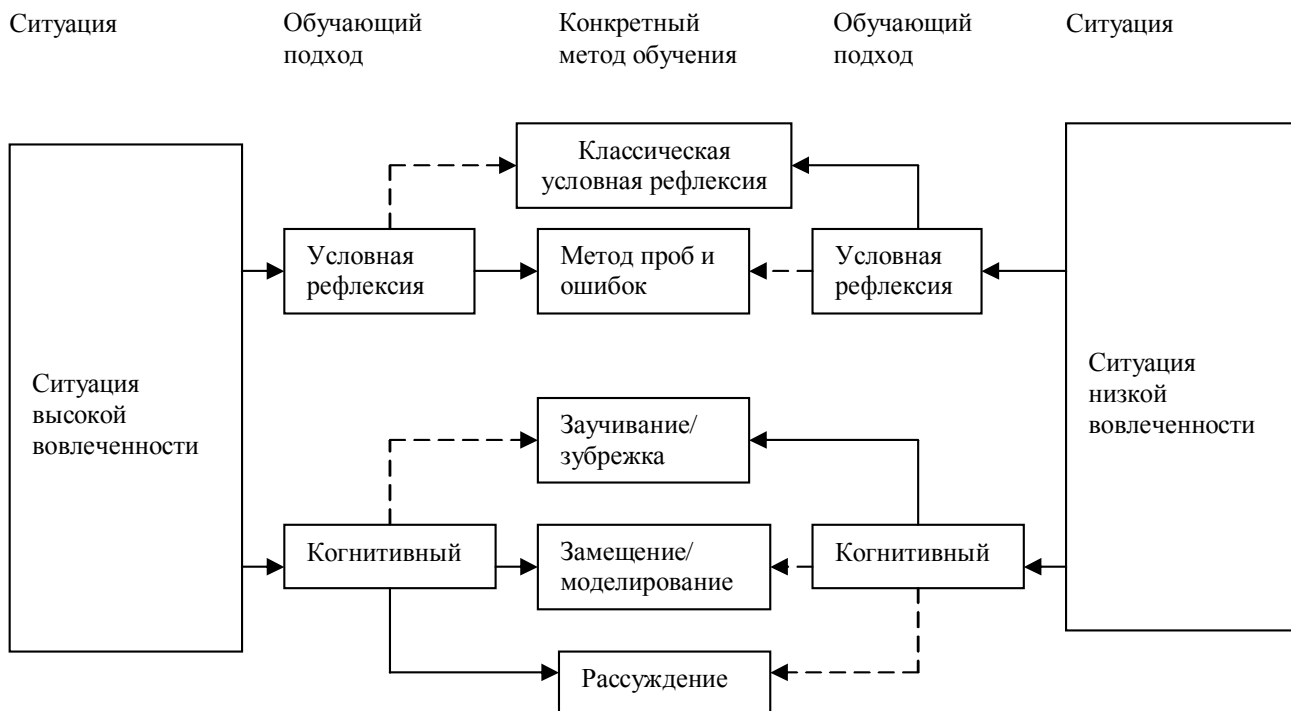 Ситуация
Обучающий
подход
Конкретный
метод обучения
Обучающий
подход
Ситуация
Классическая
условная рефлексия
Условная
рефлексия
Метод проб и
ошибок
Условная
рефлексия
Ситуация
высокой
вовлеченности
Ситуация
низкой
вовлеченности
Заучивание/
зубрежка
Когнитивный
Замещение/
моделирование
Когнитивный
Рассуждение